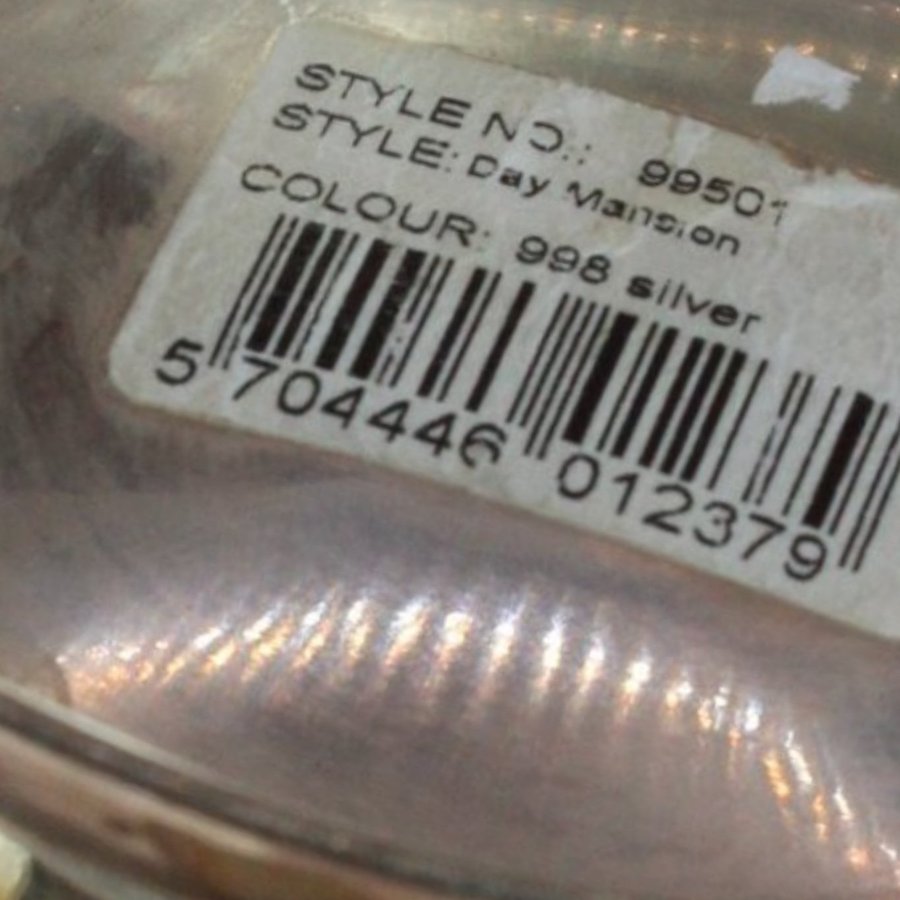 STYLE NO.: 99501
STYLE: Day Mansion
COLOUR: 998 silver
5 704446 012379